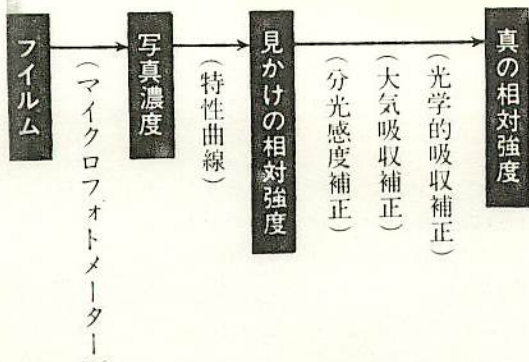 フイルム
（マイクロフォトメーター）
写真濃度
（特性曲線）
見かけの相対強度
（分光感度補正）
（大気吸収補正）
（光学的吸収補正）
真の相対強度